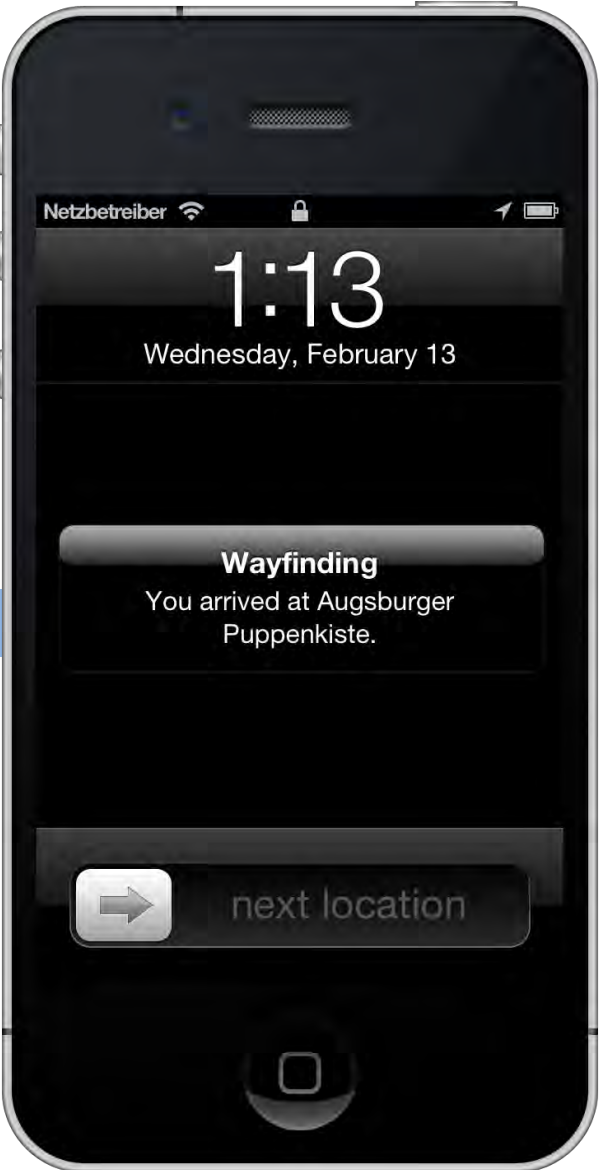 Netzbetreiber
1:13
Wednesday, February 13
Wayfinding
You arrived at Augsburger
Puppenkiste.
next location